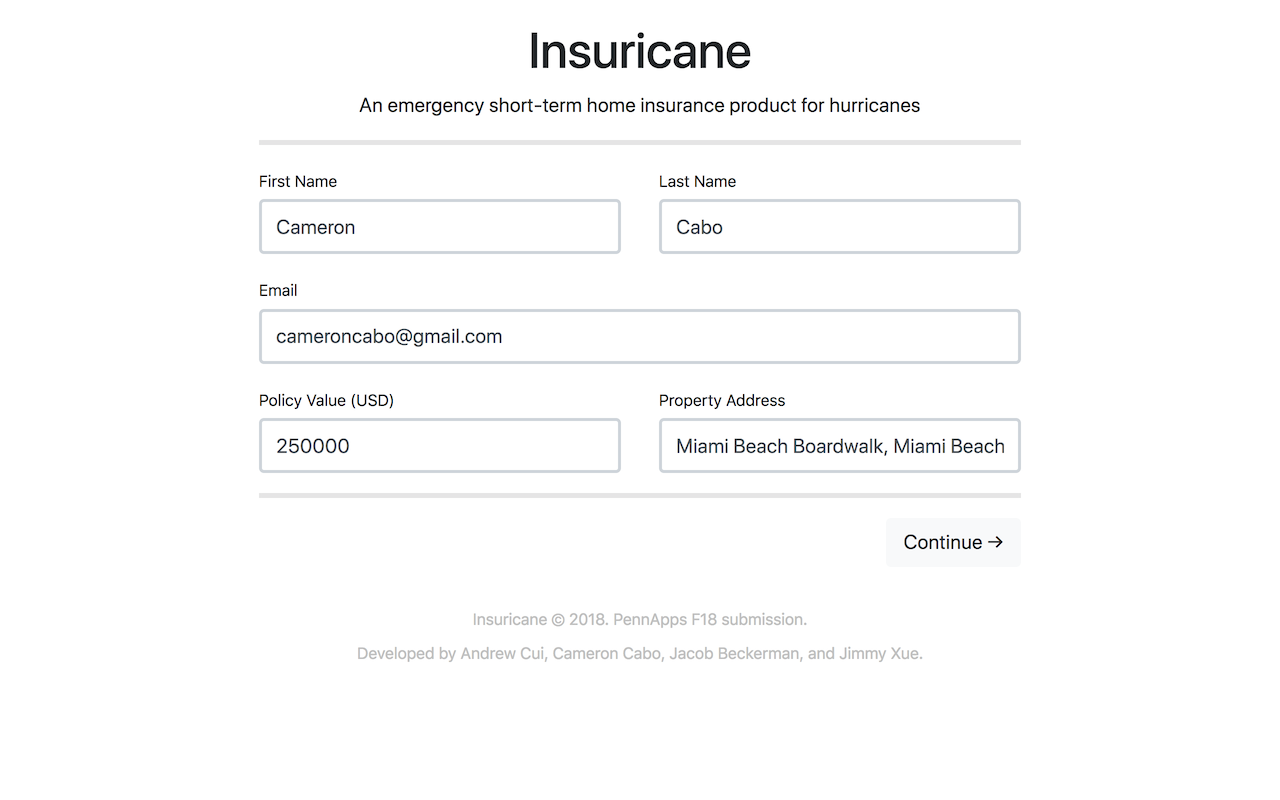 Insuricane
An emergency short-term home insurance product for hurricanes
First Name
Last Name
Cameron
Cabo
Email
cameroncabo@gmail.com
Policy Value (USD)
Property Address
250000
Miami Beach Boardwalk, Miami Beach
Continue →
Insuricane © 2018. PennApps F18 submission.
Developed by Andrew Cui, Cameron Cabo, Jacob Beckerman, and Jimmy Xue.